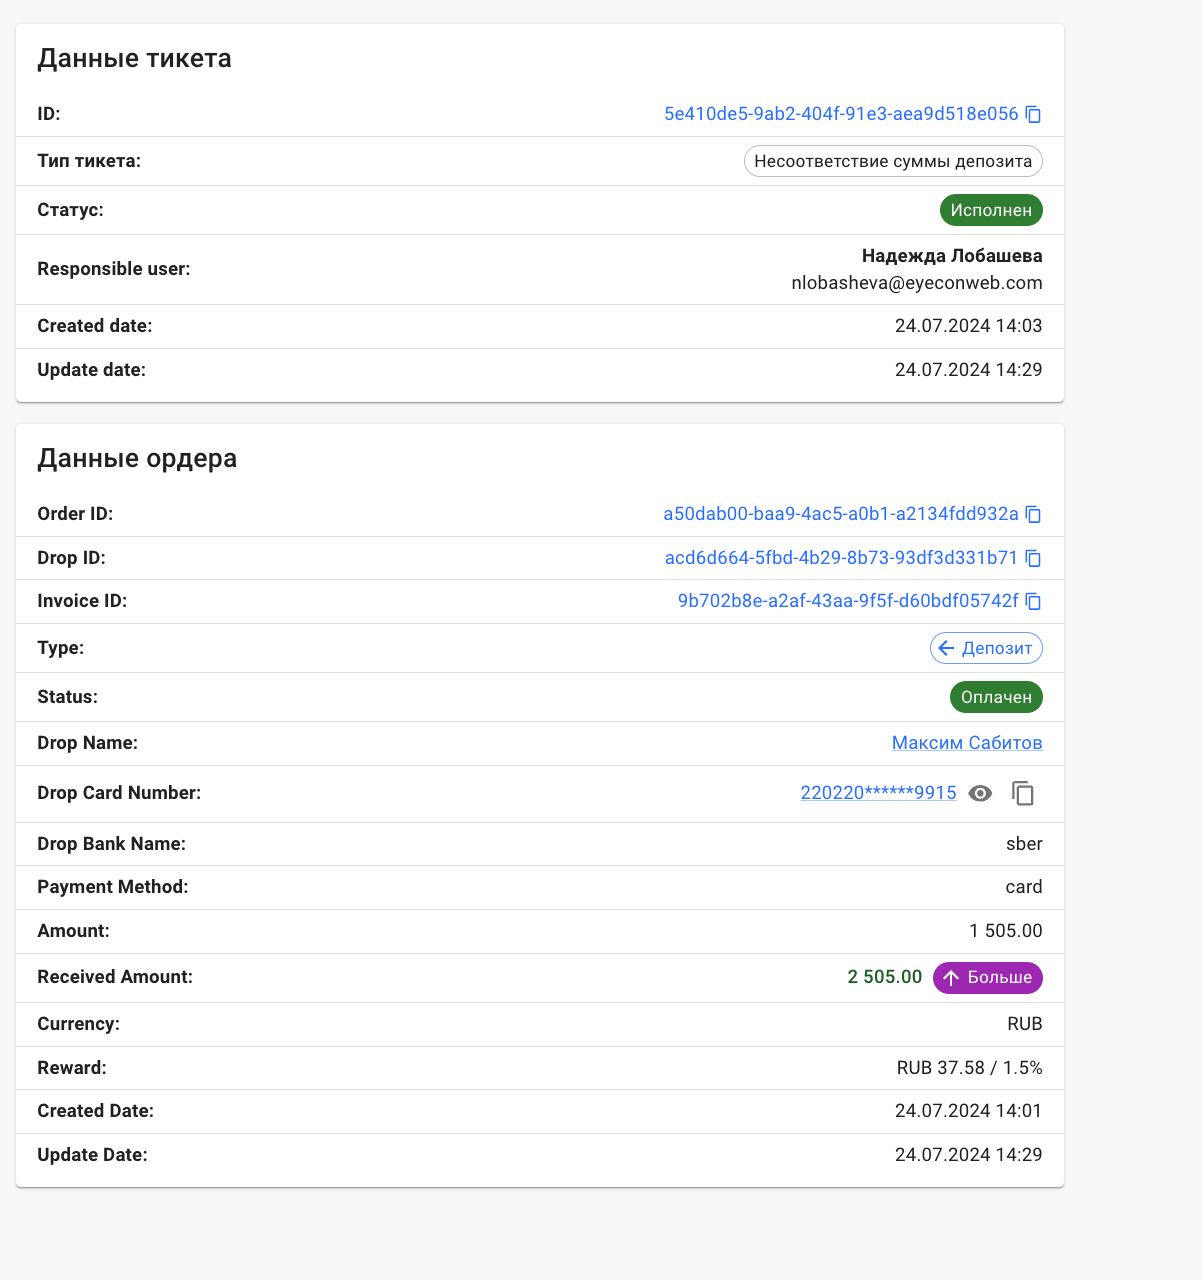 Данные тикета
ID: 5e410de5-9ab2-404f-91e3-aea9d518e056
Тип тикета: Несоответствие суммы депозита
Статус: Исполнен
Responsible user: Надежда Лобашева
nlobasheva@eyeconweb.com
Created date: 24.07.2024 14:03
Update date: 24.07.2024 14:29
Данные ордера
Order ID: a50dab00-baa9-4ac5-a0b1-a2134fdd932a
Drop ID: acd6d664-5fbd-4b29-8b73-93df3d331b71
Invoice ID: 9b702b8e-a2af-43aa-9f5f-d60bdf05742f
Type: Депозит
Status: Оплачен
Drop Name: Максим Сабитов
Drop Card Number: 220220******9915
Drop Bank Name: sber
Payment Method: card
Amount: 1 505.00
Received Amount: 2 505.00 Больше
Currency: RUB
Reward: RUB 37.58 / 1.5%
Created Date: 24.07.2024 14:01
Update Date: 24.07.2024 14:29